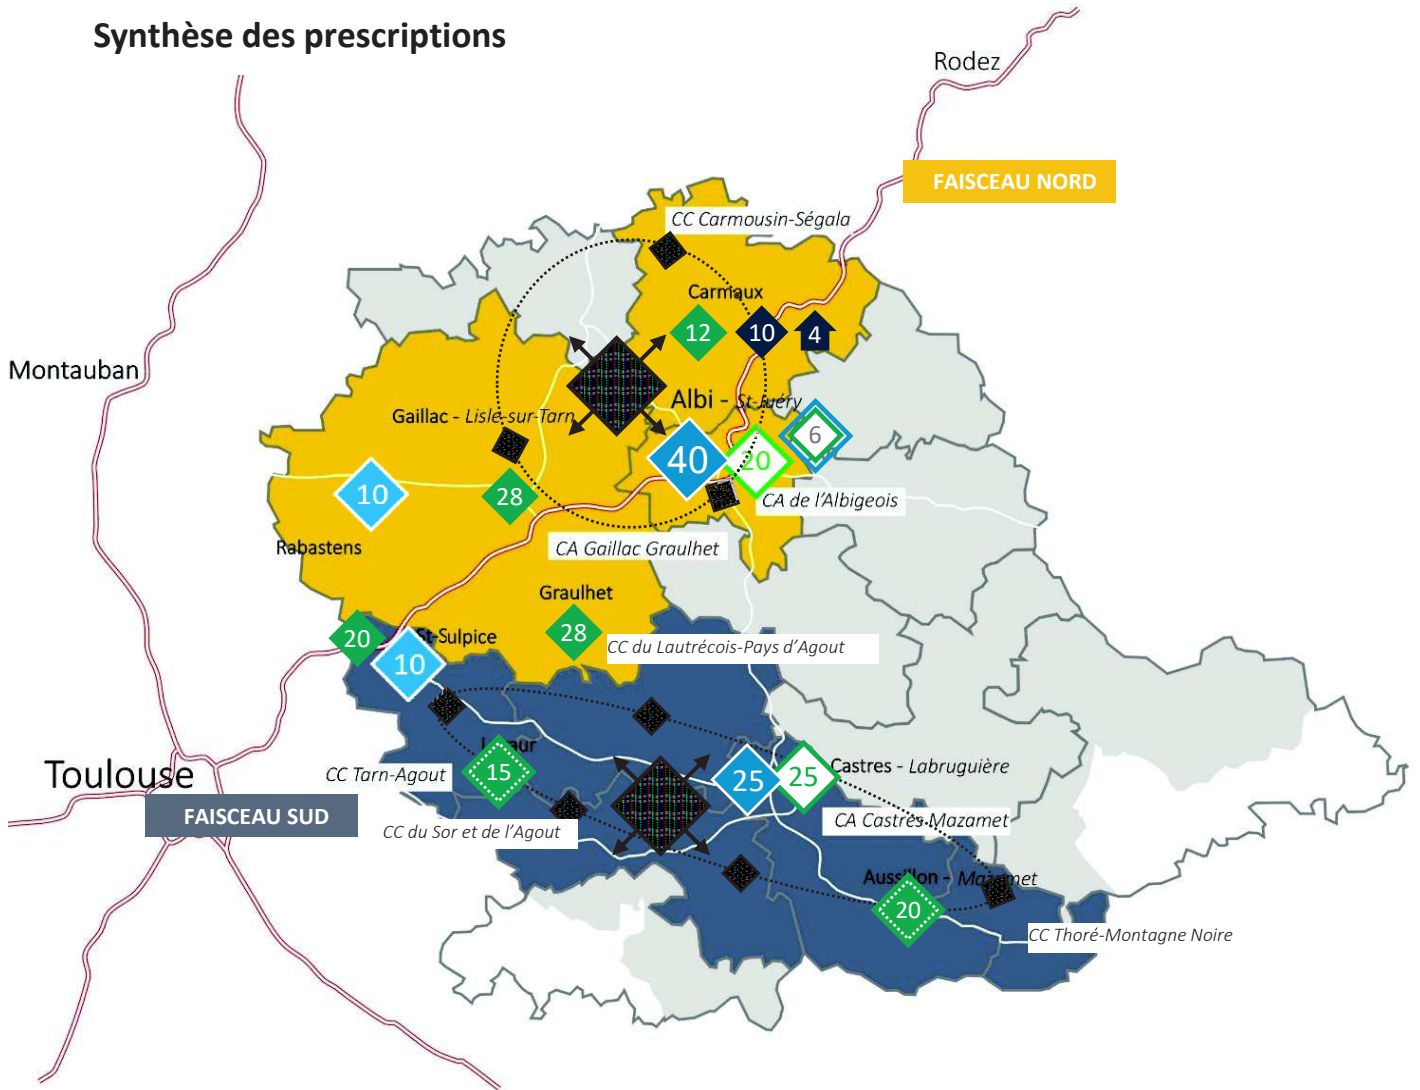 Synthèse des prescriptions
Rodez
FAISCEAU NORD
CC Carmousin-Ségala
Carmaux
12
10
4
Montauban
Albi - St-Juéry
Gaillac - Lisle-sur-Tarn
6
40
20
10
28
CA de l'Albigeois
Rabastens
CA Gaillac Graulhet
Graulhet
20
St-Sulpice
28
CC du Lautrécois-Pays d'Agout
10
Toulouse
CC Tarn-Agout
15
25
25
Castres - Labruguière
FAISCEAU SUD
CC du Sor et de l'Agout
CA Castres-Mazamet
Aussillon - Mazamet
20
CC Thoré-Montagne Noire